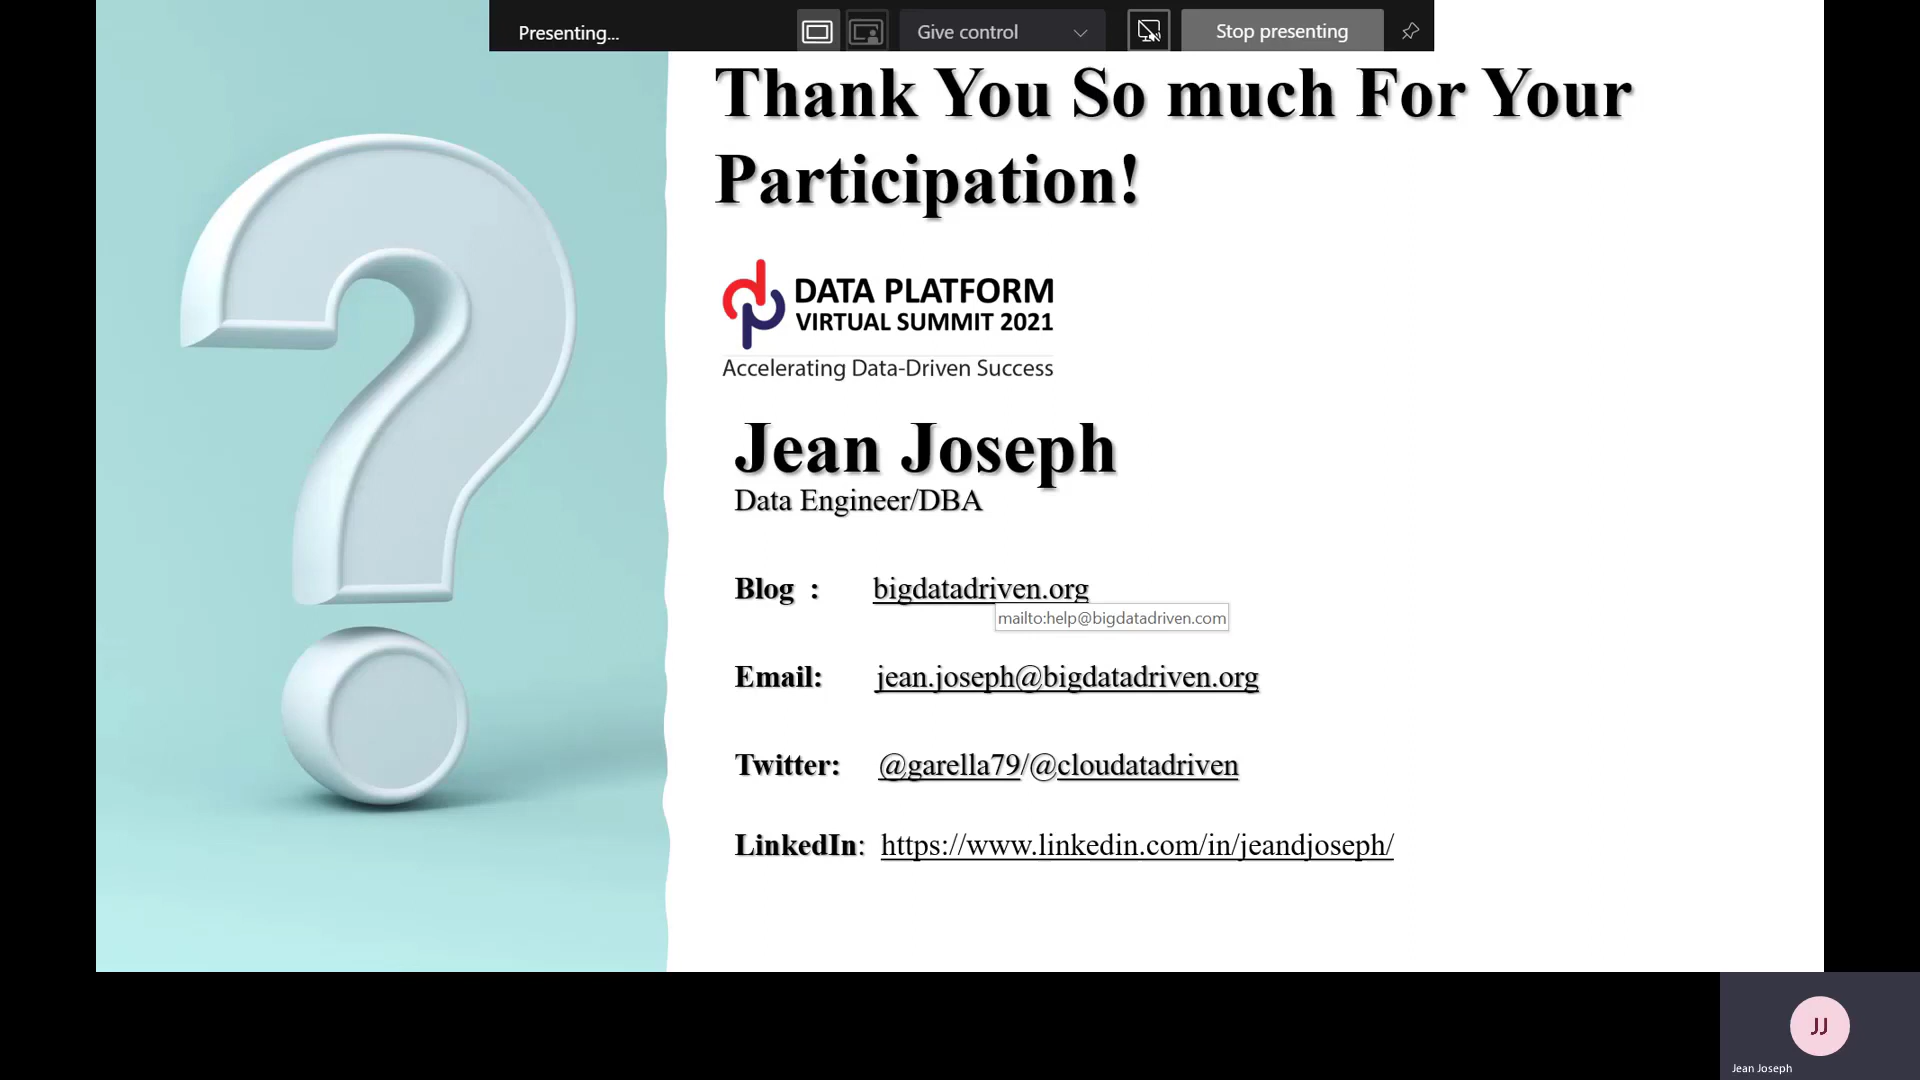 Presenting...
Give control
Stop presenting
Thank You So much For Your
Participation!
DATA PLATFORM
VIRTUAL SUMMIT 2021
Accelerating Data-Driven Success
Jean Joseph
Data Engineer/DBA
Blog : bigdatadriven.org
mailto:help@bigdatadriven.com
Email: jean.joseph@bigdatadriven.org
Twitter: @garella79/@cloudatadriven
LinkedIn: https://www.linkedin.com/in/jeandjoseph/
JJ
Jean Joseph